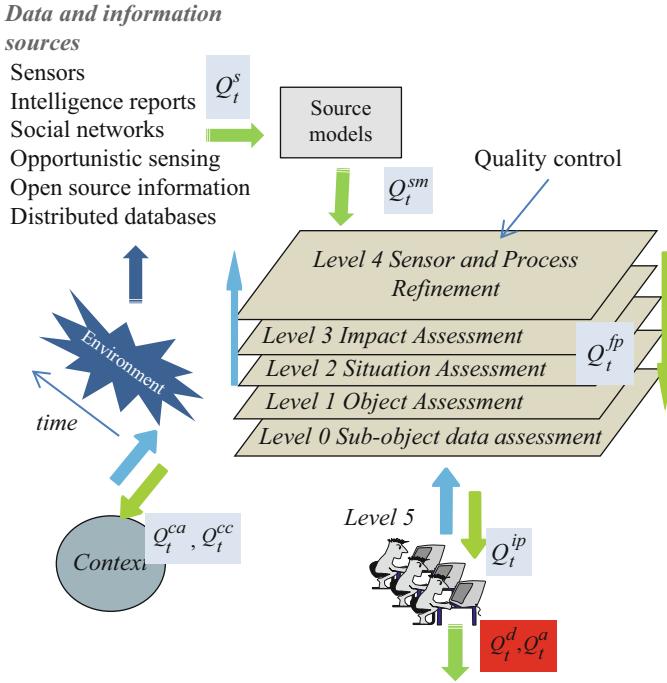 Data and information
sources
Sensors
Intelligence reports
Social networks
Opportunistic sensing
Open source information
Distributed databases
Q_t^s
Source
models
Q_t^{sm}
Quality control
Level 4 Sensor and Process
Refinement
Level 3 Impact Assessment
Level 2 Situation Assessment
Level 1 Object Assessment
Level 0 Sub-object data assessment
Q_t^{fp}
Environment
time
Q_t^{ca}, Q_t^{cc}
Context
Level 5
Q_t^{ip}
Q_t^d, Q_t^a